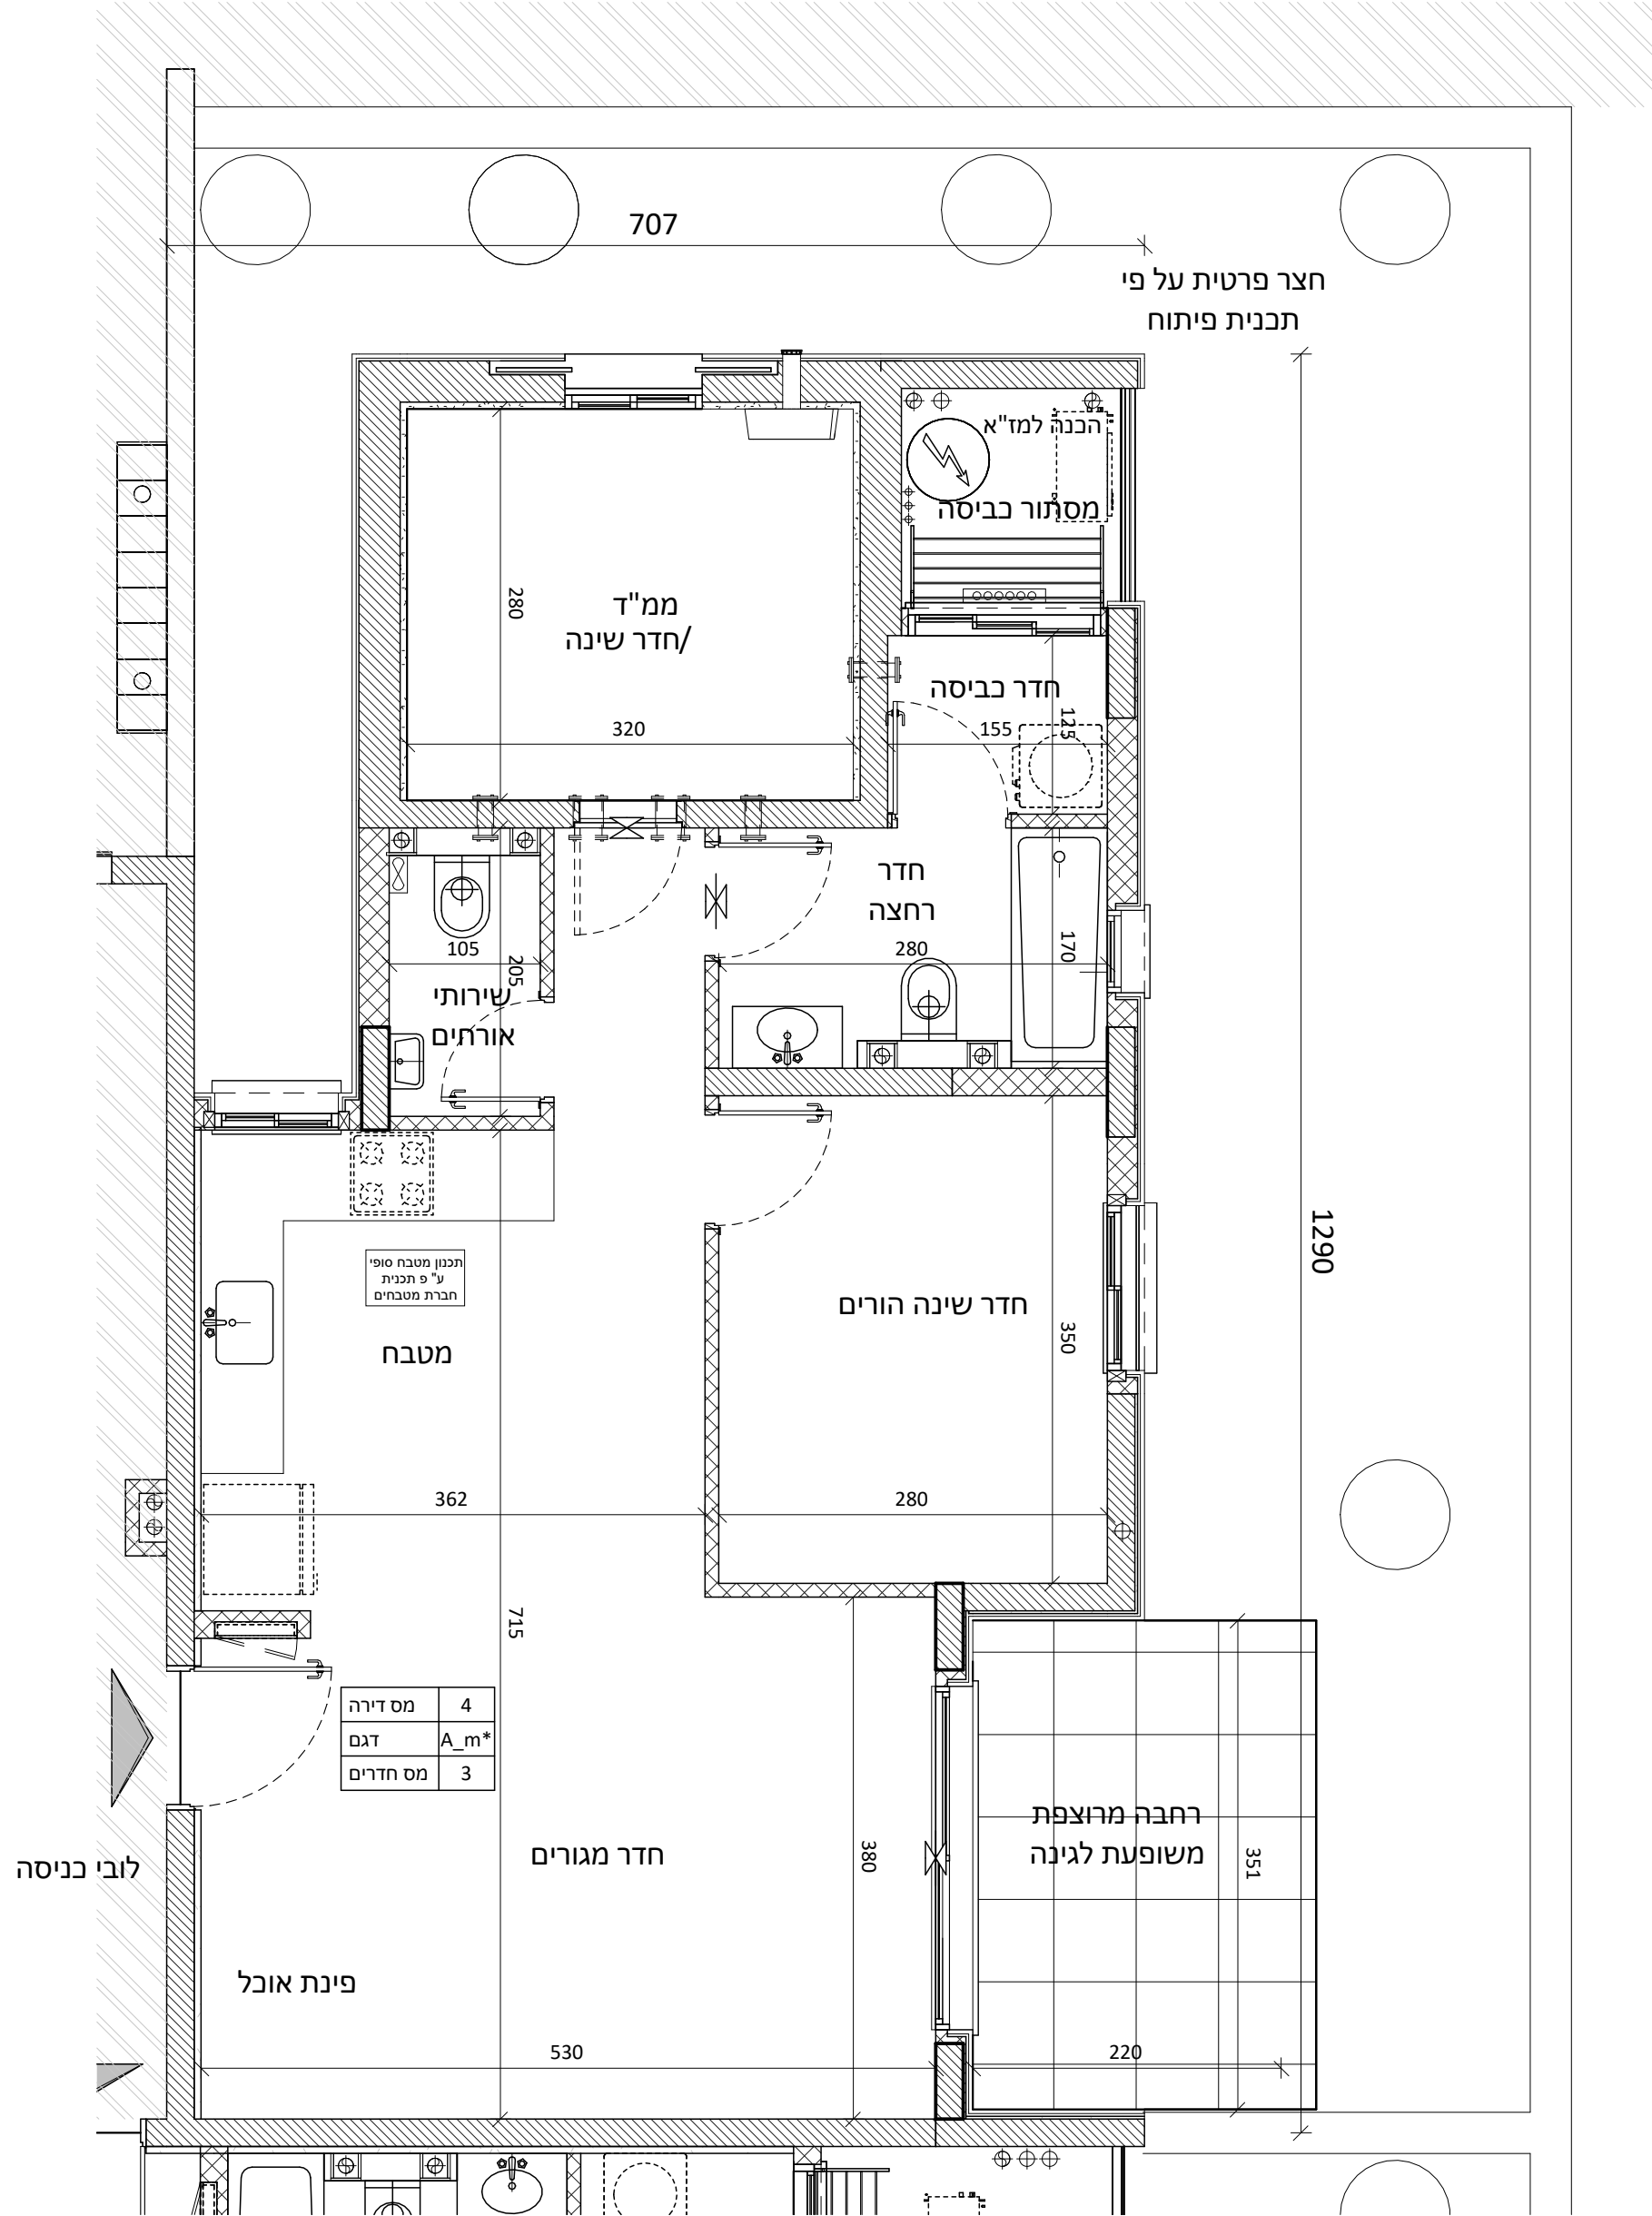 707
חצר פרטית על פי
תכנית פיתוח
הכנה למז"א
מסתור כביסה
280
ממ"ד
/חדר שינה
320
חדר כביסה
125
155
חדר
רחצה
105
205
280
170
שירותי
אורחים
1290
תכנון מטבח סופי
ע" פ תכנית
חברת מטבחים
מטבח
חדר שינה הורים
350
362
280
715
מס דירה 4
דגם A_m*
מס חדרים 3
רחבה מרוצפת
משופעת לגינה
351
380
חדר מגורים
לובי כניסה
פינת אוכל
530
220